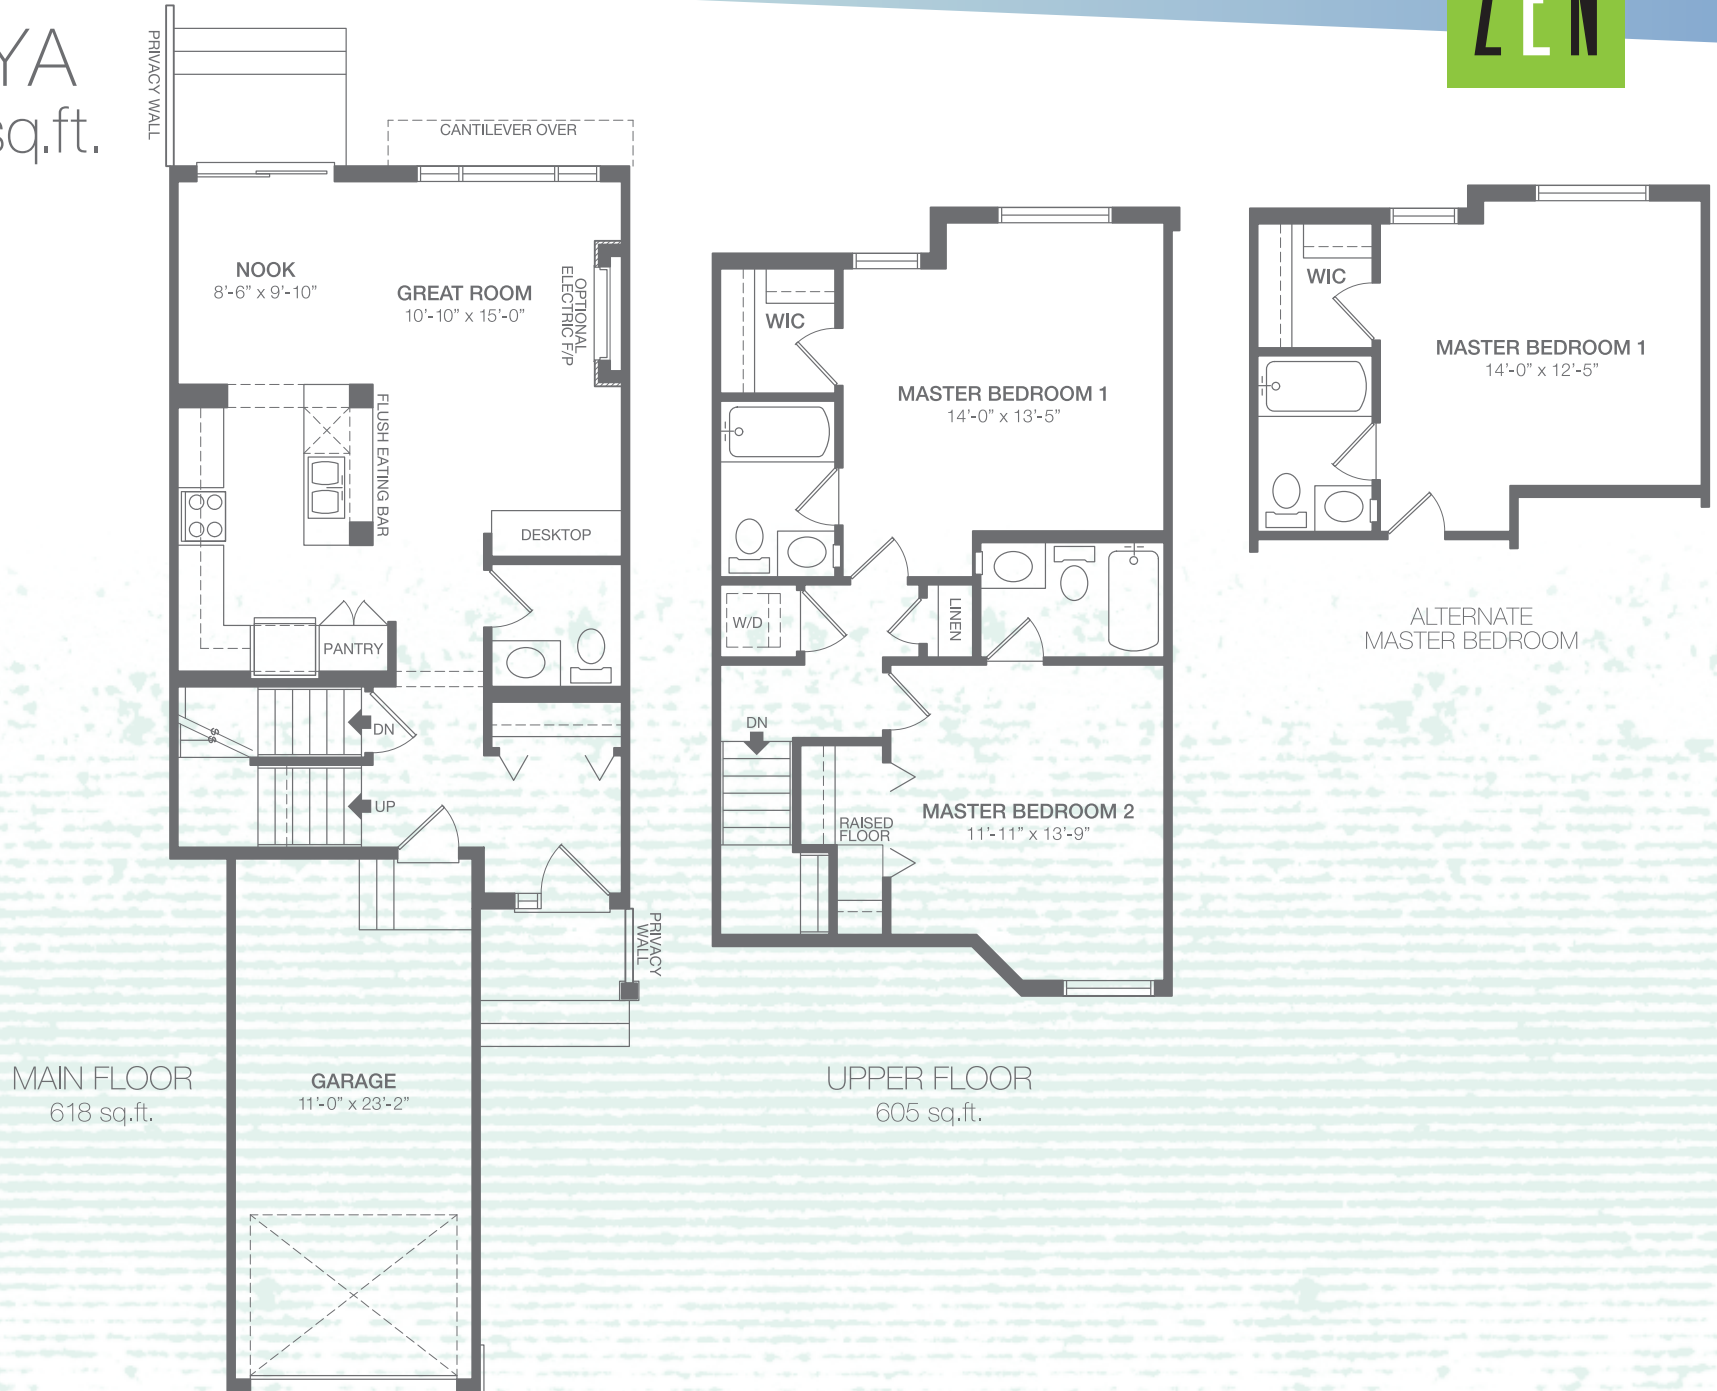 YA
sq.ft.
ZEN
PRIVACY WALL
CANTILEVER OVER
NOOK
8'-6" x 9'-10"
GREAT ROOM
10'-10" x 15'-0"
OPTIONAL
ELECTRIC F/P
FLUSH EATING BAR
DESKTOP
PANTRY
DN
UP
PRIVACY
WALL
GARAGE
11'-0" x 23'-2"
MAIN FLOOR
618 sq.ft.
WIC
MASTER BEDROOM 1
14'-0" x 13'-5"
W/D
LINEN
DN
RAISED
FLOOR
MASTER BEDROOM 2
11'-11" x 13'-9"
UPPER FLOOR
605 sq.ft.
WIC
MASTER BEDROOM 1
14'-0" x 12'-5"
ALTERNATE
MASTER BEDROOM